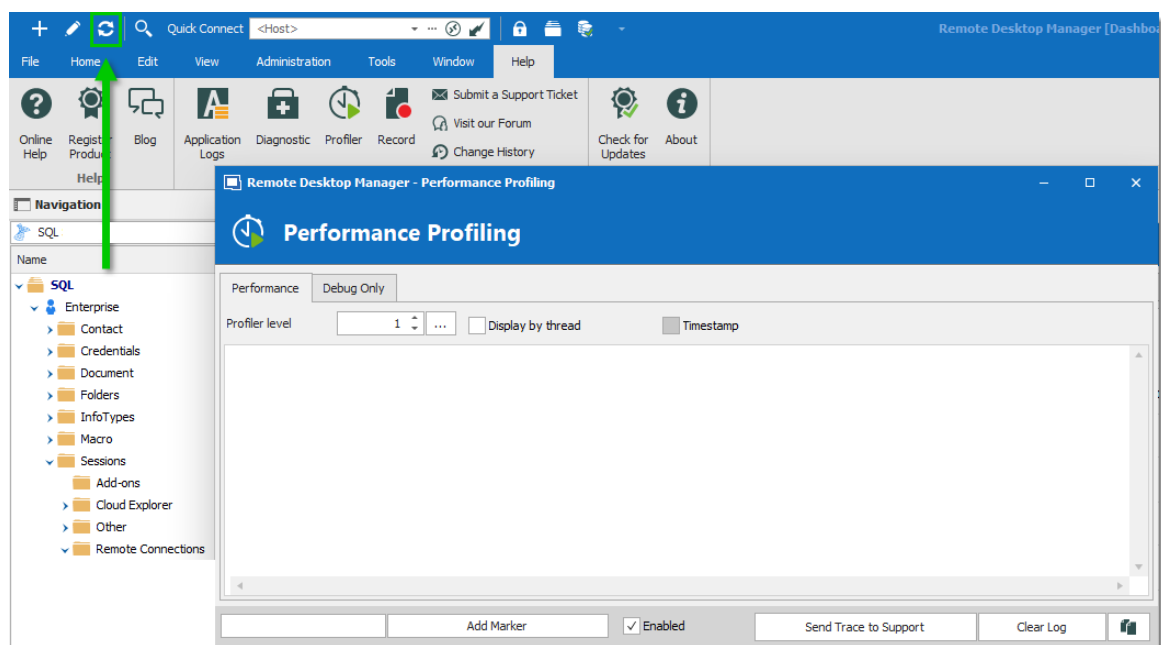 Quick Connect <Host>
Remote Desktop Manager [Dashboa
File Home Edit View Administration Tools Window Help
Online Help
Register Product
Blog
Application Logs
Diagnostic
Profiler
Record
Submit a Support Ticket
Visit our Forum
Change History
Check for Updates
About
Help
Remote Desktop Manager - Performance Profiling
Navigation
Performance Profiling
SQL
Name
Performance Debug Only
Profiler level 1 ... Display by thread Timestamp
SQL
Enterprise
Contact
Credentials
Document
Folders
InfoTypes
Macro
Sessions
Add-ons
Cloud Explorer
Other
Remote Connections
Add Marker Enabled Send Trace to Support Clear Log